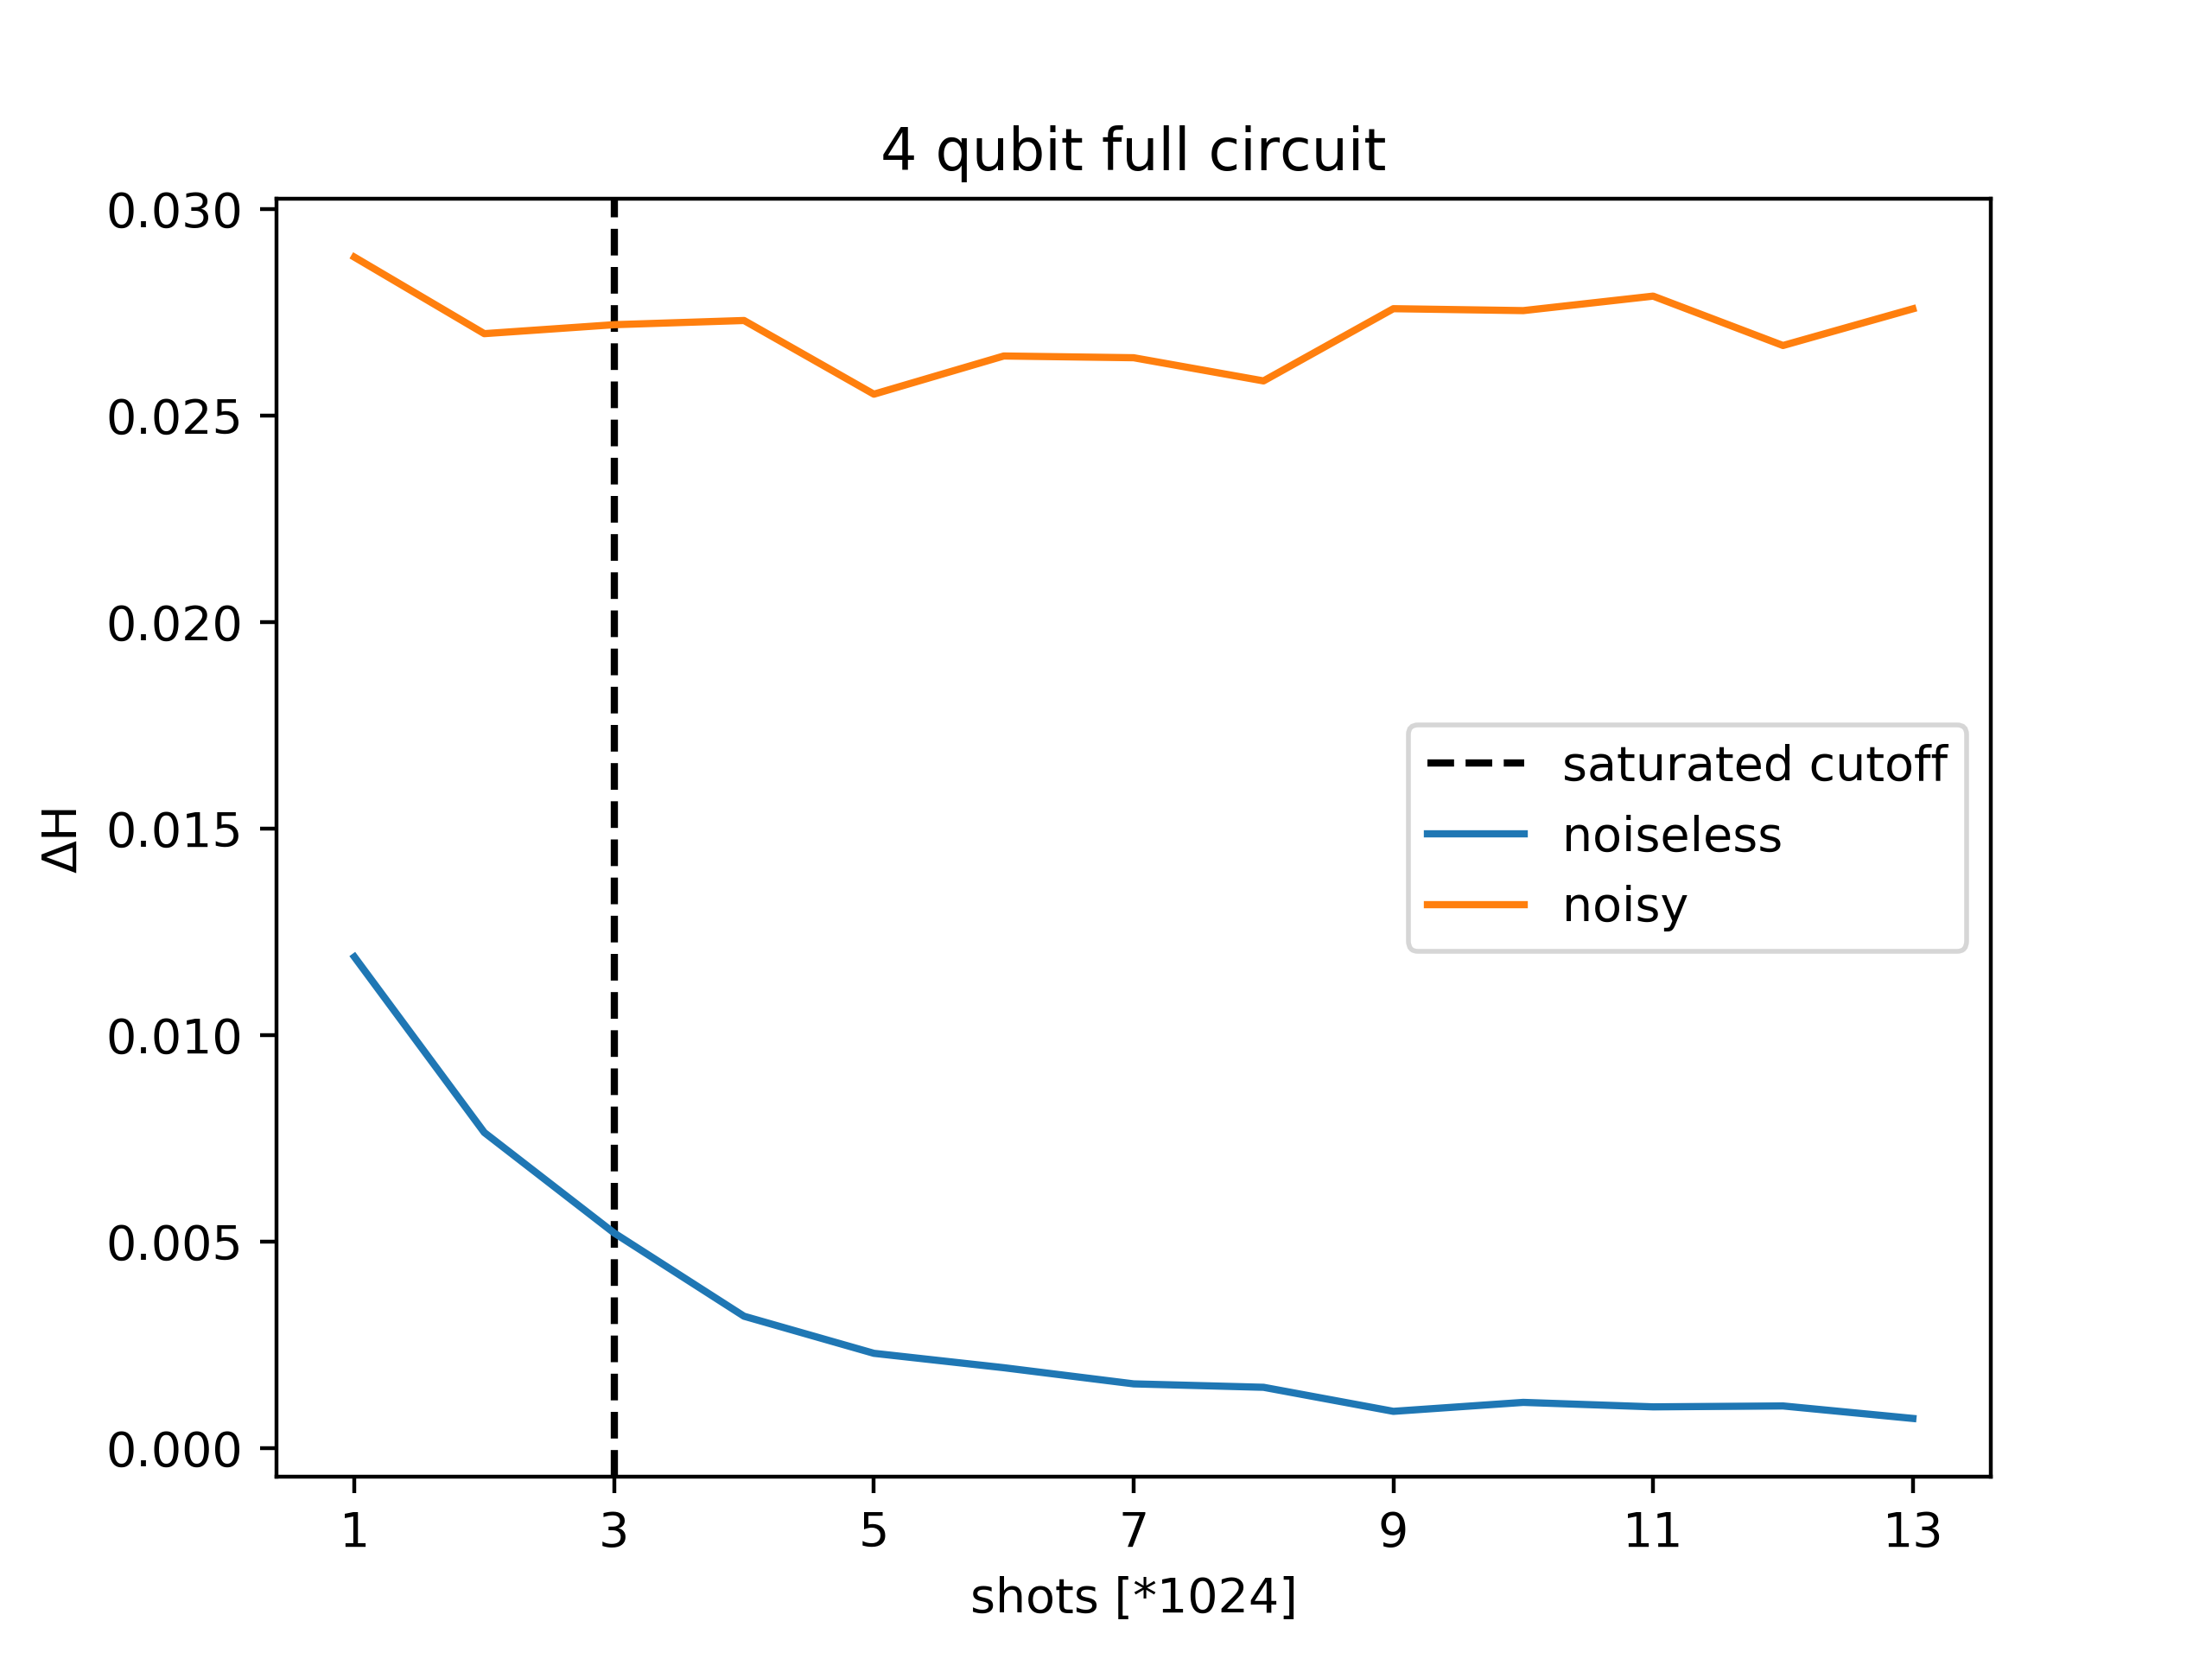 4 qubit full circuit
0.030
0.025
0.020
0.015
0.010
0.005
0.000
ΔH
saturated cutoff
noiseless
noisy
1 3 5 7 9 11 13
shots [*1024]